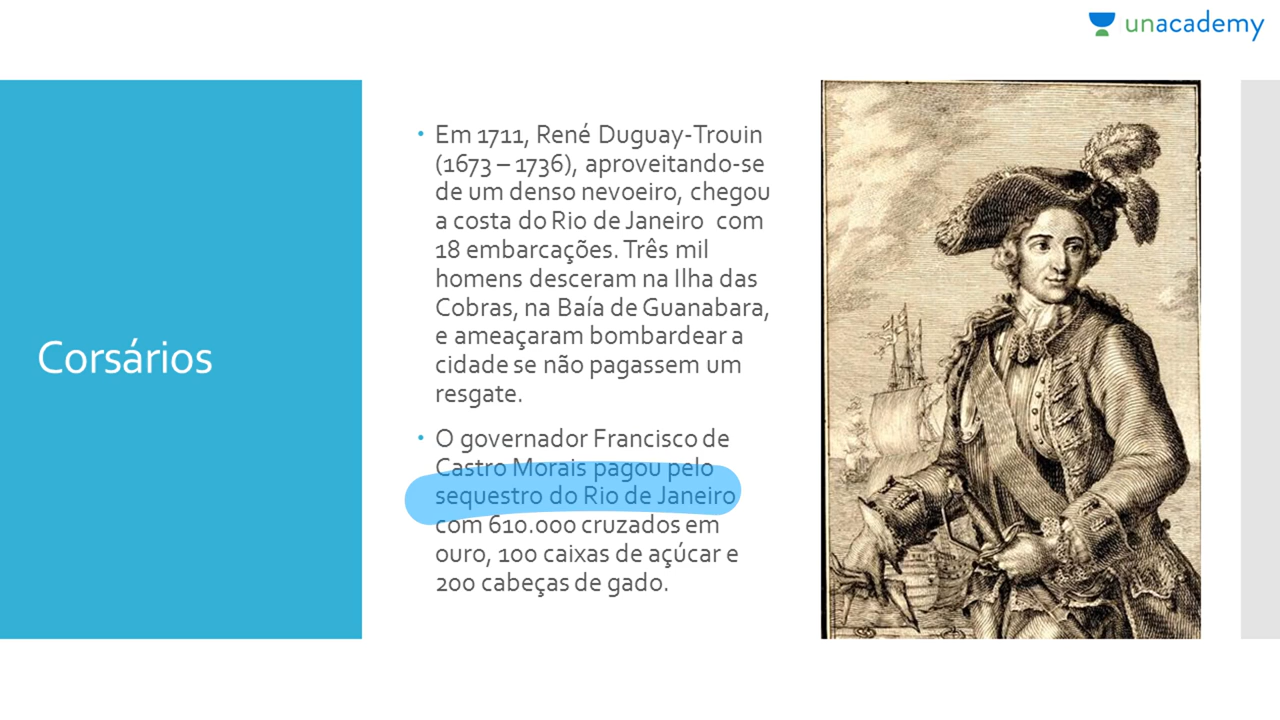 unacademy
Corsários
• Em 1711, René Duguay-Trouin
(1673 – 1736), aproveitando-se
de um denso nevoeiro, chegou
a costa do Rio de Janeiro com
18 embarcações. Três mil
homens desceram na Ilha das
Cobras, na Baía de Guanabara,
e ameaçaram bombardear a
cidade se não pagassem um
resgate.
• O governador Francisco de
Castro Morais pagou pelo
sequestro do Rio de Janeiro
com 610.000 cruzados em
ouro, 100 caixas de açúcar e
200 cabeças de gado.